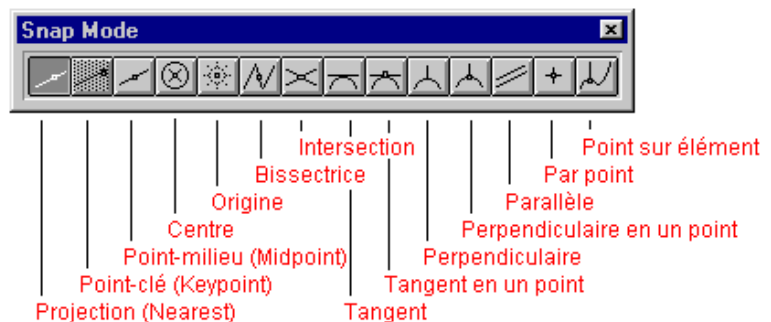 Snap Mode
Intersection Point sur élément
Bissectrice Par point
Origine Parallèle
Centre Perpendiculaire en un point
Point-milieu (Midpoint) Perpendiculaire
Point-clé (Keypoint) Tangent en un point
Projection (Nearest) Tangent